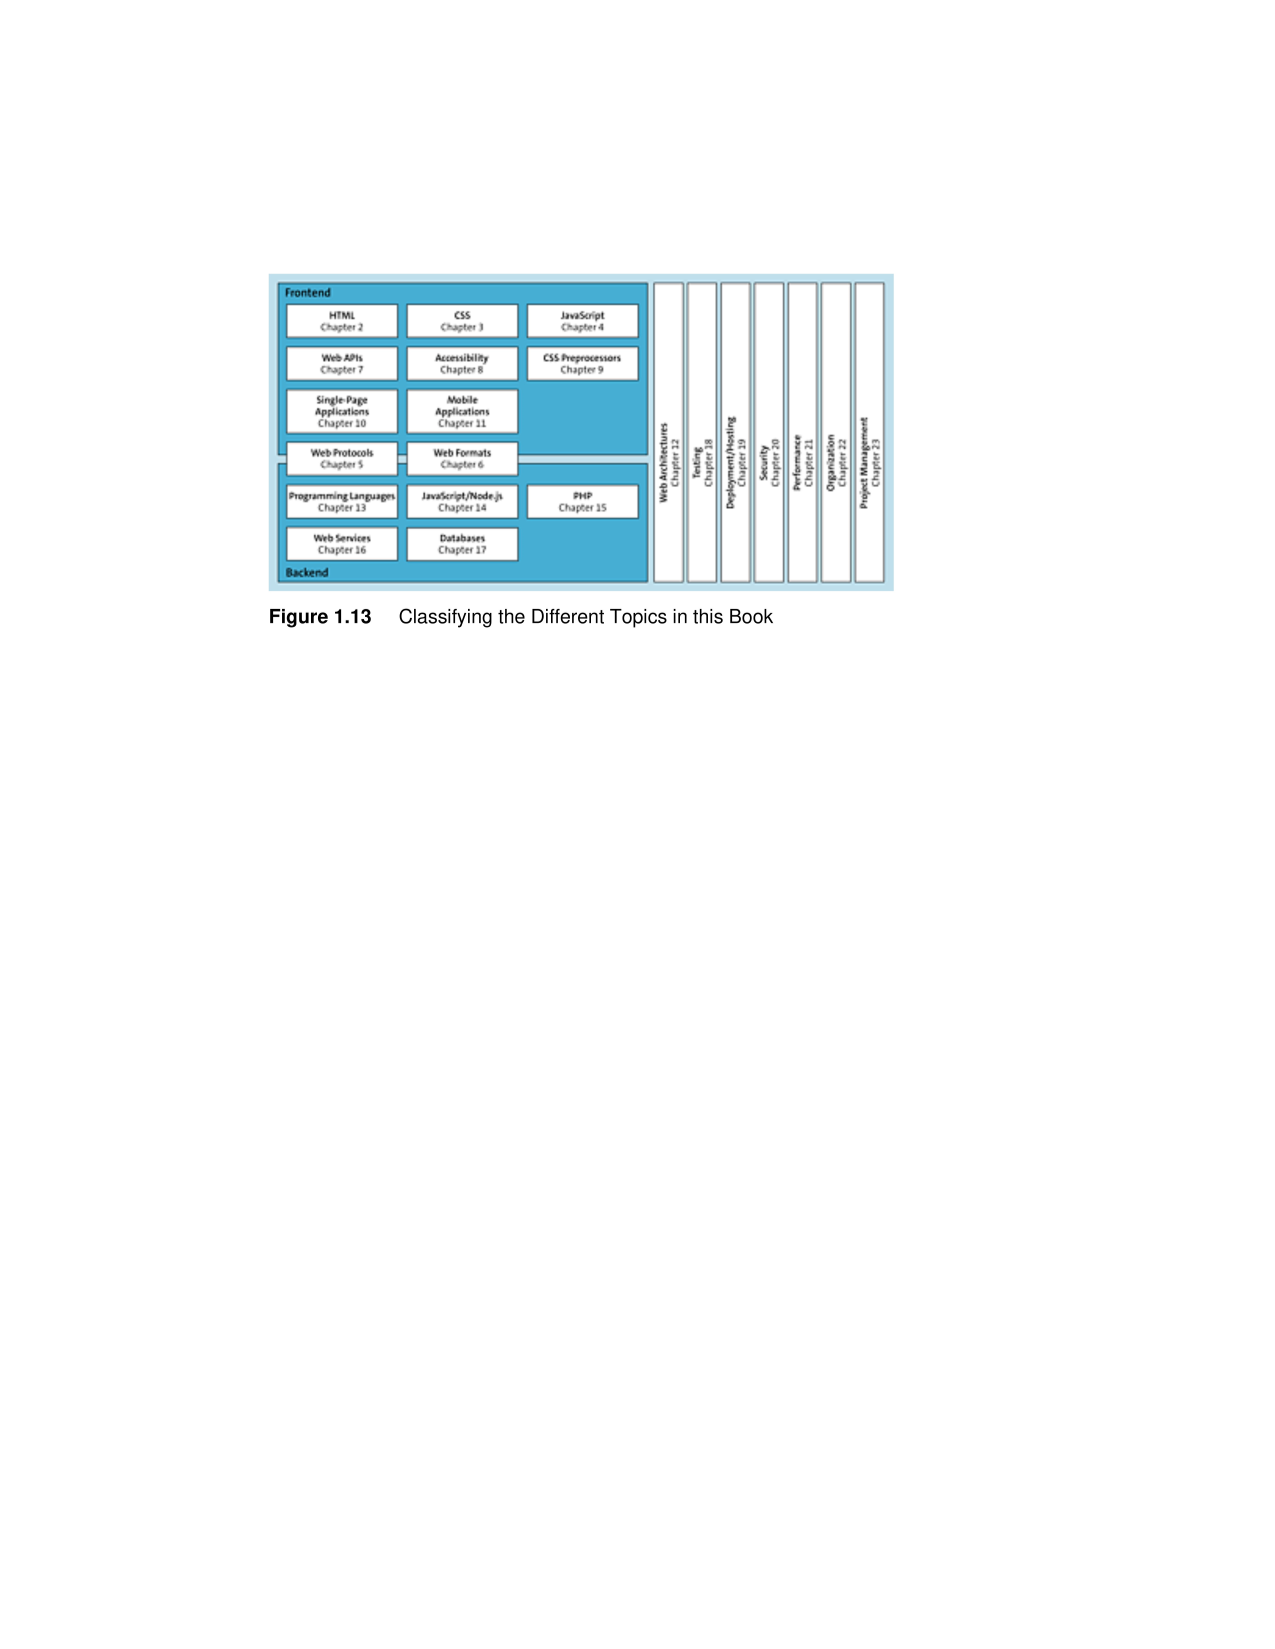 Frontend
HTML
Chapter 2
CSS
Chapter 3
JavaScript
Chapter 4
Web APIs
Chapter 7
Accessibility
Chapter 8
CSS Preprocessors
Chapter 9
Single-Page
Applications
Chapter 10
Mobile
Applications
Chapter 11
Web Protocols
Chapter 5
Web Formats
Chapter 6
Programming Languages
Chapter 13
JavaScript/Node.js
Chapter 14
PHP
Chapter 15
Web Services
Chapter 16
Databases
Chapter 17
Backend
Web Architectures
Chapter 12
Testing
Chapter 18
Deployment/Hosting
Chapter 19
Security
Chapter 20
Performance
Chapter 21
Organization
Chapter 22
Project Management
Chapter 23
Figure 1.13 Classifying the Different Topics in this Book